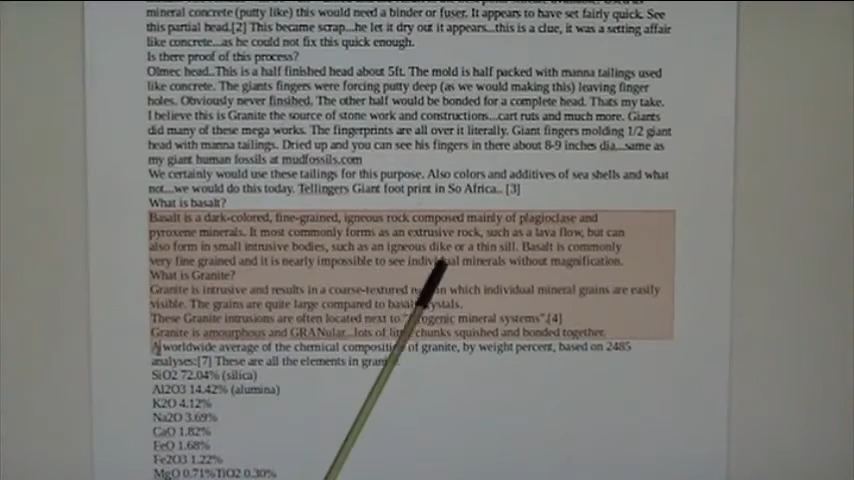 mineral concrete (putty like) this would need a binder or fuser. It appears to have set fairly quick. See
this partial head.[2] This became scrap...he let it dry out it appears...this is a clue, it was a setting affair
like concrete...as he could not fix this quick enough.
Is there proof of this process?
Olmec head..This is a half finished head about 5ft. The mold is half packed with manna tailings used
like concrete. The giants fingers were forcing putty deep (as we would making this) leaving finger
holes. Obviously never finsihed. The other half would be bonded for a complete head. Thats my take.
I believe this is Granite the source of stone work and constructions...cart ruts and much more. Giants
did many of these mega works. The fingerprints are all over it literally. Giant fingers molding 1/2 giant
head with manna tailings. Dried up and you can see his fingers in there about 8-9 inches dia...same as
my giant human fossils at mudfossils.com
We certainly would use these tailings for this purpose. Also colors and additives of sea shells and what
not...we would do this today. Tellingers Giant foot print in So Africa.. [3]
What is basalt?
Basalt is a dark-colored, fine-grained, igneous rock composed mainly of plagioclase and
pyroxene minerals. It most commonly forms as an extrusive rock, such as a lava flow, but can
also form in small intrusive bodies, such as an igneous dike or a thin sill. Basalt is commonly
very fine grained and it is nearly impossible to see individual minerals without magnification.
What is Granite?
Granite is intrusive and results in a coarse-textured in which individual mineral grains are easily
visible. The grains are quite large compared to basalt crystals.
These Granite intrusions are often located next to mineral systems".[4]
Granite is amourphous and GRANular...lots of little chunks squished and bonded together.
A worldwide average of the chemical composition of granite, by weight percent, based on 2485
analyses:[7] These are all the elements in granite.
SiO2 72.04% (silica)
Al2O3 14.42% (alumina)
K2O 4.12%
Na2O 3.69%
CaO 1.82%
FeO 1.68%
Fe2O3 1.22%
MgO 0.71%TiO2 0.30%